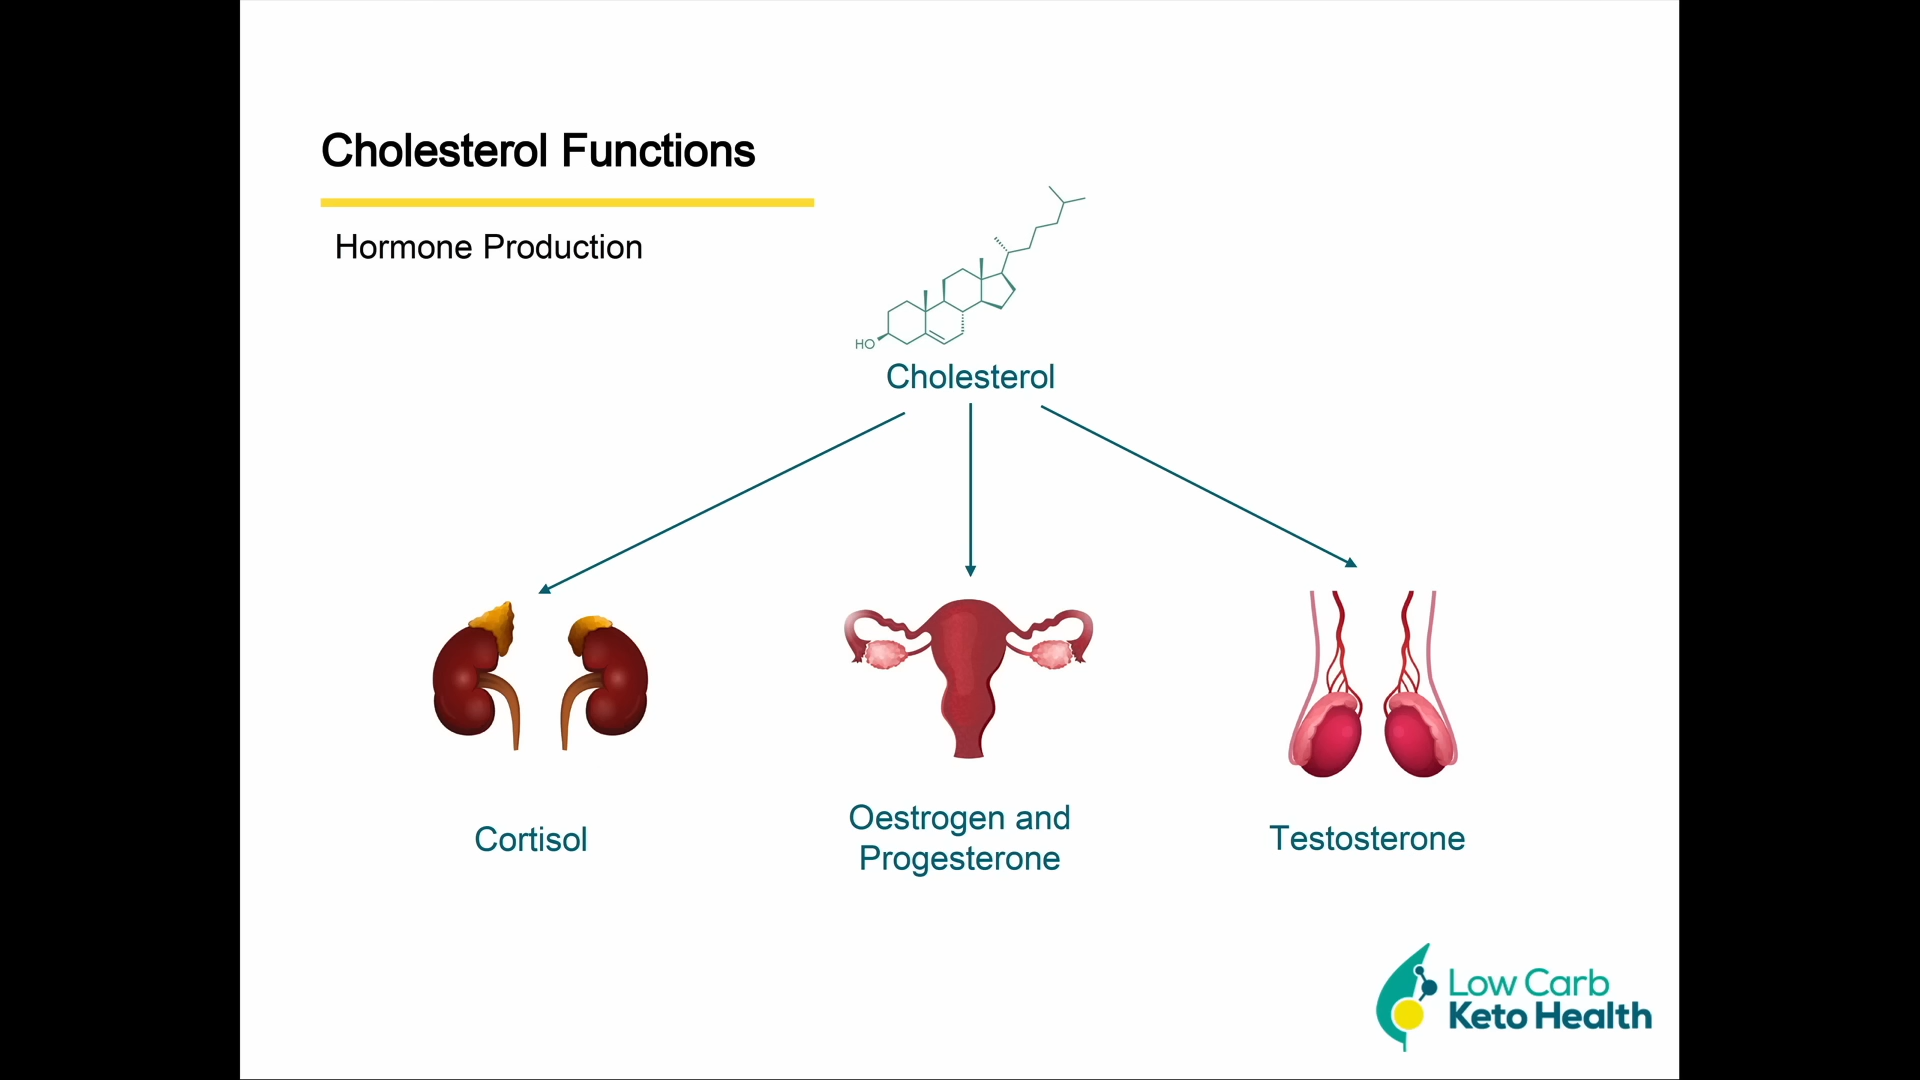 Cholesterol Functions
Hormone Production
HO
Cholesterol
Cortisol
Oestrogen and
Progesterone
Testosterone
Low Carb
Keto Health